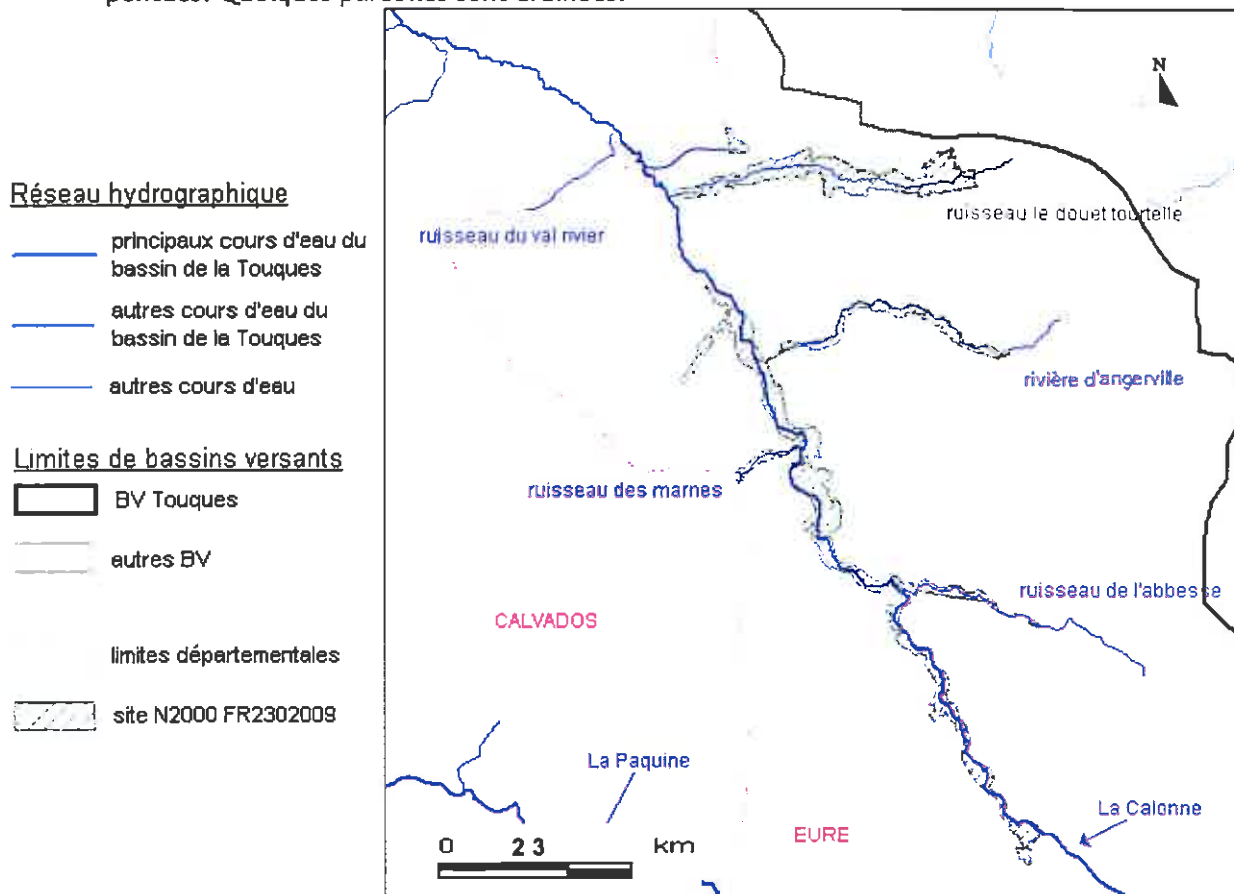 Réseau hydrographique
principaux cours d'eau du
bassin de la Touques
autres cours d'eau du
bassin de la Touques
autres cours d'eau
Limites de bassins versants
BV Touques
autres BV
limites départementales
site N2000 FR2302009
N
ruisseau le douet tourtelle
ruisseau du val rivier
rivière d'angerville
ruisseau des marnes
ruisseau de l'abbesse
CALVADOS
La Paquine
La Calonne
EURE
0 2 3 km